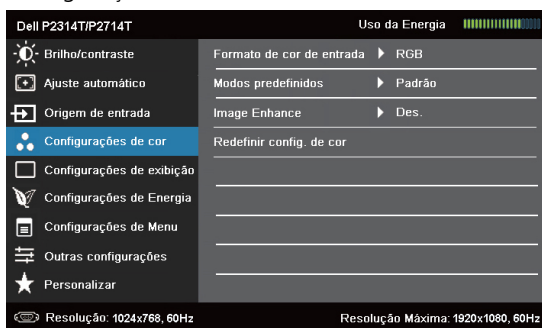 Dell P2314T/P2714T Uso da Energia
Brilho/contraste Formato de cor de entrada RGB
Ajuste automático Modos predefinidos Padrão
Origem de entrada Image Enhance Des.
Configurações de cor Redefinir config. de cor
Configurações de exibição
Configurações de Energia
Configurações de Menu
Outras configurações
Personalizar
Resolução: 1024x768, 60Hz Resolução Máxima: 1920x1080, 60Hz